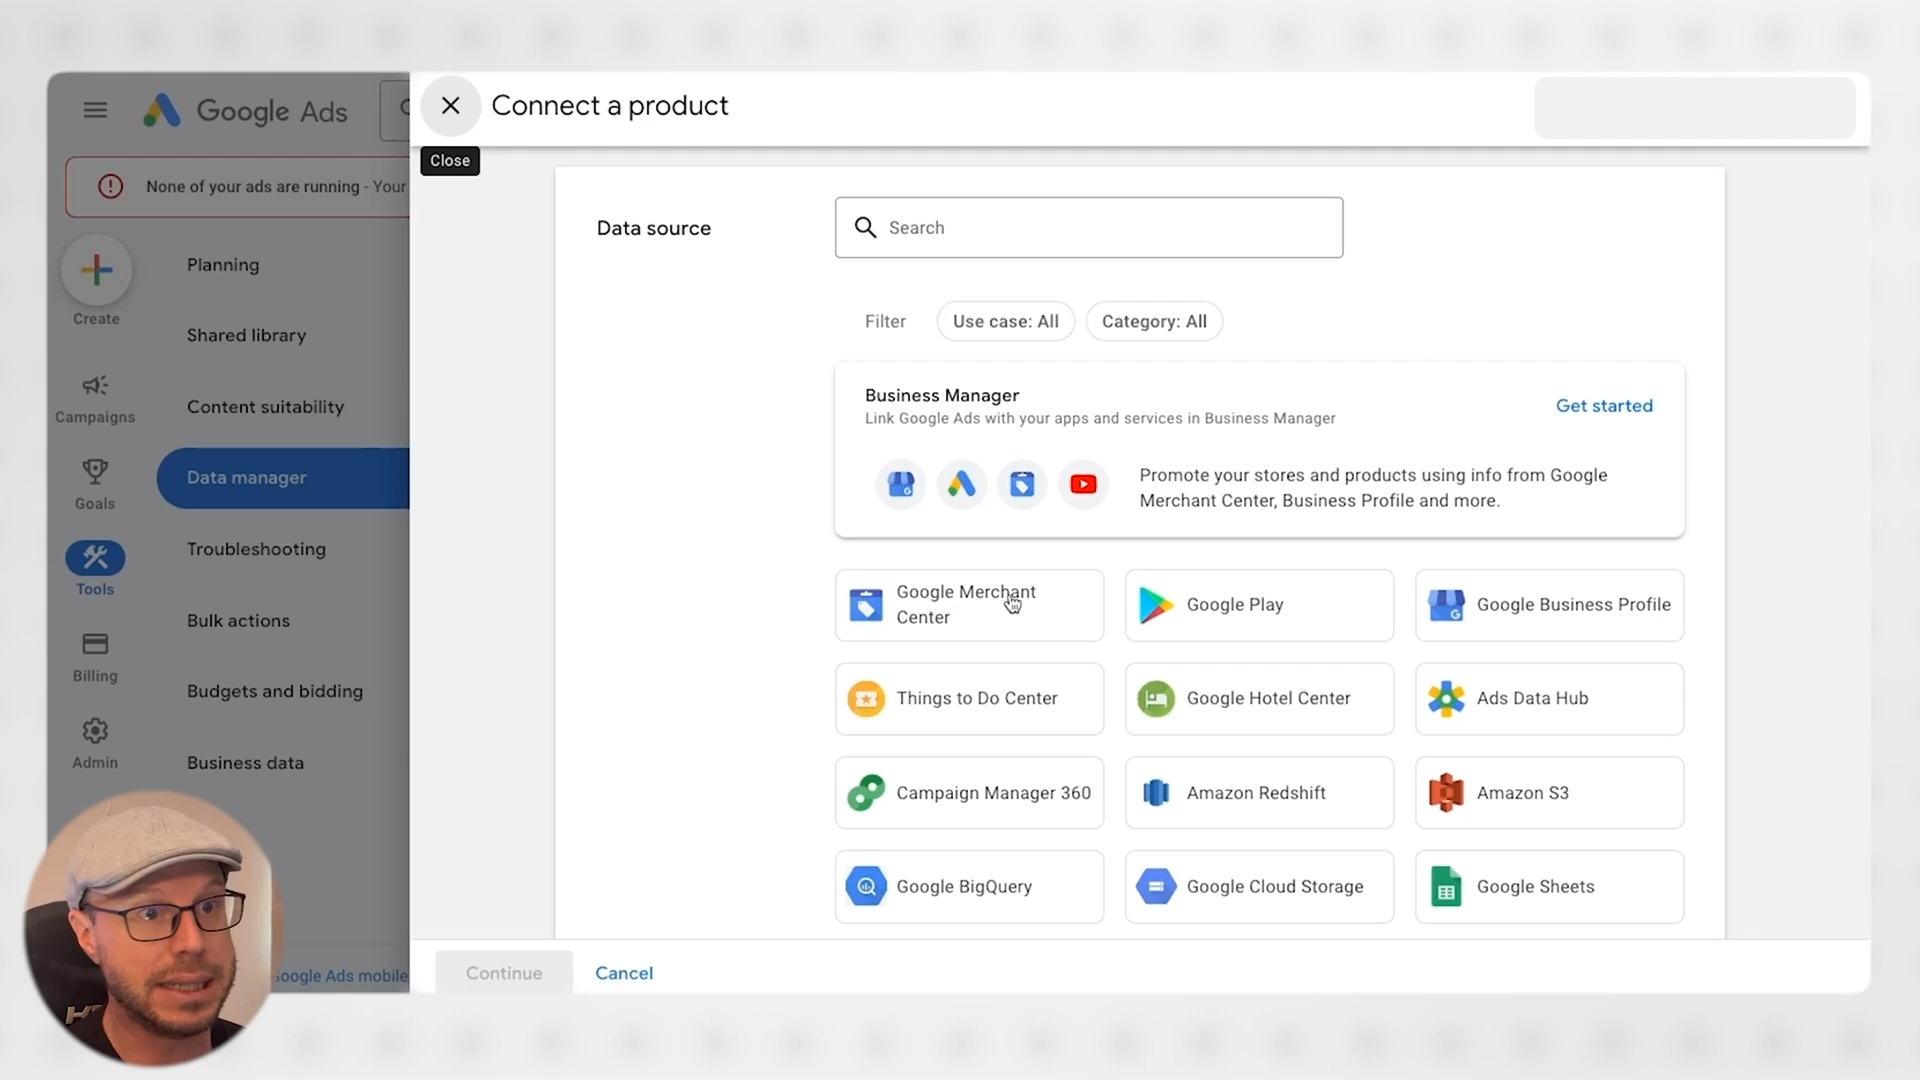 Google Ads
Connect a product
Close
None of your ads are running - Your
Create
Campaigns
Goals
Tools
Billing
Admin
Planning
Shared library
Content suitability
Data manager
Troubleshooting
Bulk actions
Budgets and bidding
Business data
Google Ads mobile
Data source
Search
Filter
Use case: All
Category: All
Business Manager
Link Google Ads with your apps and services in Business Manager
Get started
Promote your stores and products using info from Google
Merchant Center, Business Profile and more.
Google Merchant
Center
Google Play
Google Business Profile
Things to Do Center
Google Hotel Center
Ads Data Hub
Campaign Manager 360
Amazon Redshift
Amazon S3
Google BigQuery
Google Cloud Storage
Google Sheets
Continue
Cancel